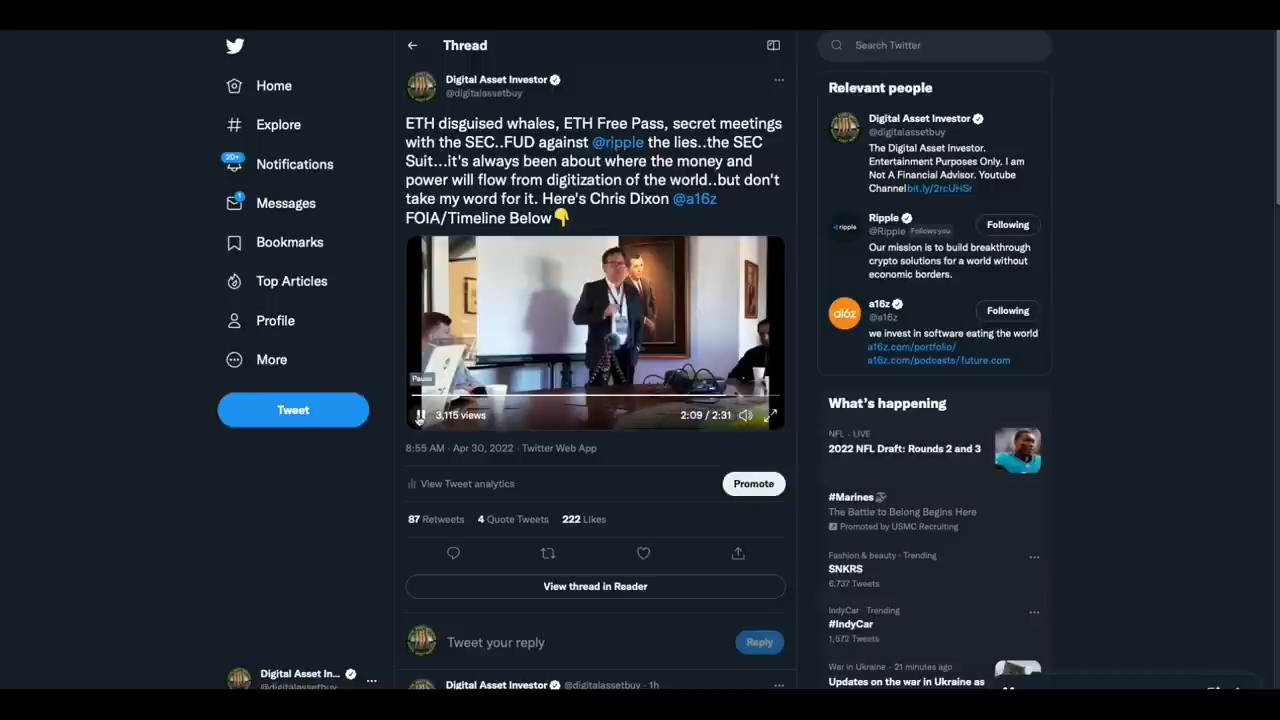 Home
Explore
20+
Notifications
1
Messages
Bookmarks
Top Articles
Profile
More
Tweet
Digital Asset In...
@digitalassetbuy
Thread
Digital Asset Investor
@digitalassetbuy
ETH disguised whales, ETH Free Pass, secret meetings
with the SEC..FUD against @ripple the lies..the SEC
Suit...it's always been about where the money and
power will flow from digitization of the world..but don't
take my word for it. Here's Chris Dixon @a16z
FOIA/Timeline Below
Pause
3,115 views
2:09 / 2:31
8:55 AM · Apr 30, 2022 · Twitter Web App
View Tweet analytics
Promote
87 Retweets 4 Quote Tweets 222 Likes
View thread in Reader
Tweet your reply
Reply
Digital Asset Investor @digitalassetbuy · 1h
Search Twitter
Relevant people
Digital Asset Investor
@digitalassetbuy
The Digital Asset Investor.
Entertainment Purposes Only. I am
Not A Financial Advisor. Youtube
Channel bit.ly/2rcUHSr
ripple
Ripple
@Ripple Follows you
Following
Our mission is to build breakthrough
crypto solutions for a world without
economic borders.
a16z
a16z
@a16z
Following
we invest in software eating the world
a16z.com/portfolio/
a16z.com/podcasts/ future.com
What's happening
NFL · LIVE
2022 NFL Draft: Rounds 2 and 3
#Marines
The Battle to Belong Begins Here
Promoted by USMC Recruiting
Fashion & beauty · Trending
SNKRS
6,737 Tweets
IndyCar · Trending
#IndyCar
1,572 Tweets
War in Ukraine · 21 minutes ago
Updates on the war in Ukraine as